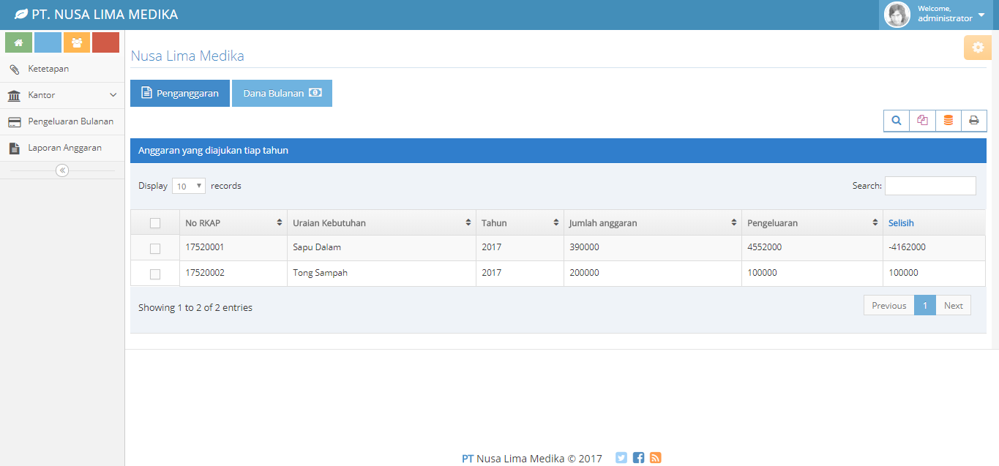 PT. NUSA LIMA MEDIKA
Welcome,
administrator
Ketetapan
Kantor
Pengeluaran Bulanan
Laporan Anggaran
Nusa Lima Medika
Penganggaran Dana Bulanan
Anggaran yang diajukan tiap tahun
Display 10 records Search:
No RKAP Uraian Kebutuhan Tahun Jumlah anggaran Pengeluaran Selisih
17520001 Sapu Dalam 2017 390000 4552000 -4162000
17520002 Tong Sampah 2017 200000 100000 100000
Showing 1 to 2 of 2 entries Previous 1 Next
PT Nusa Lima Medika © 2017